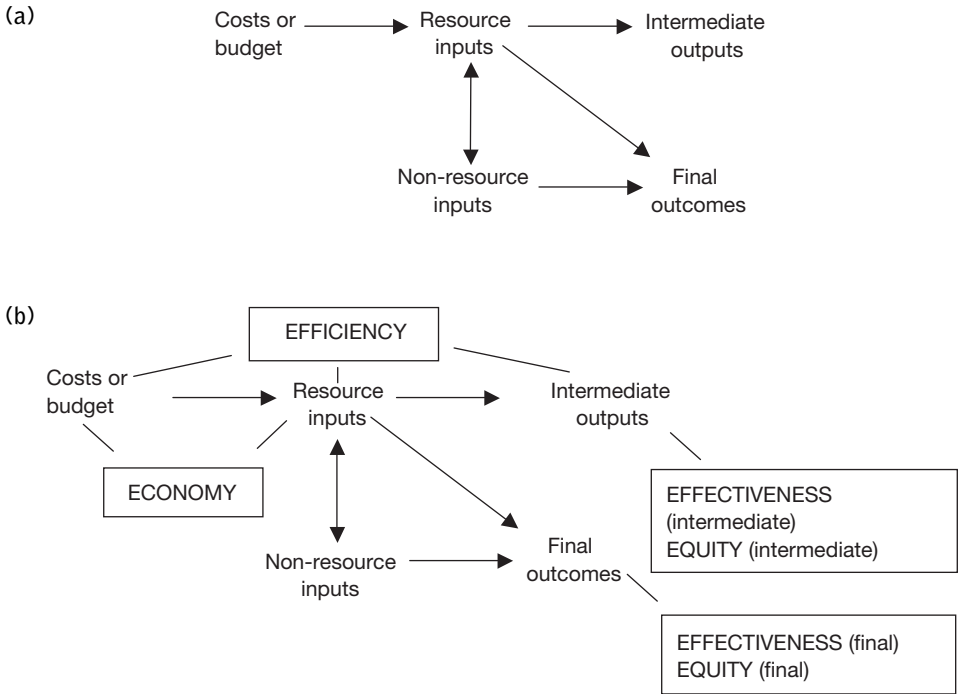 (a)
Costs or
budget
Resource
inputs
Intermediate
outputs
Non-resource
inputs
Final
outcomes
(b)
EFFICIENCY
Costs or
budget
Resource
inputs
Intermediate
outputs
ECONOMY
EFFECTIVENESS
(intermediate)
EQUITY (intermediate)
Non-resource
inputs
Final
outcomes
EFFECTIVENESS (final)
EQUITY (final)